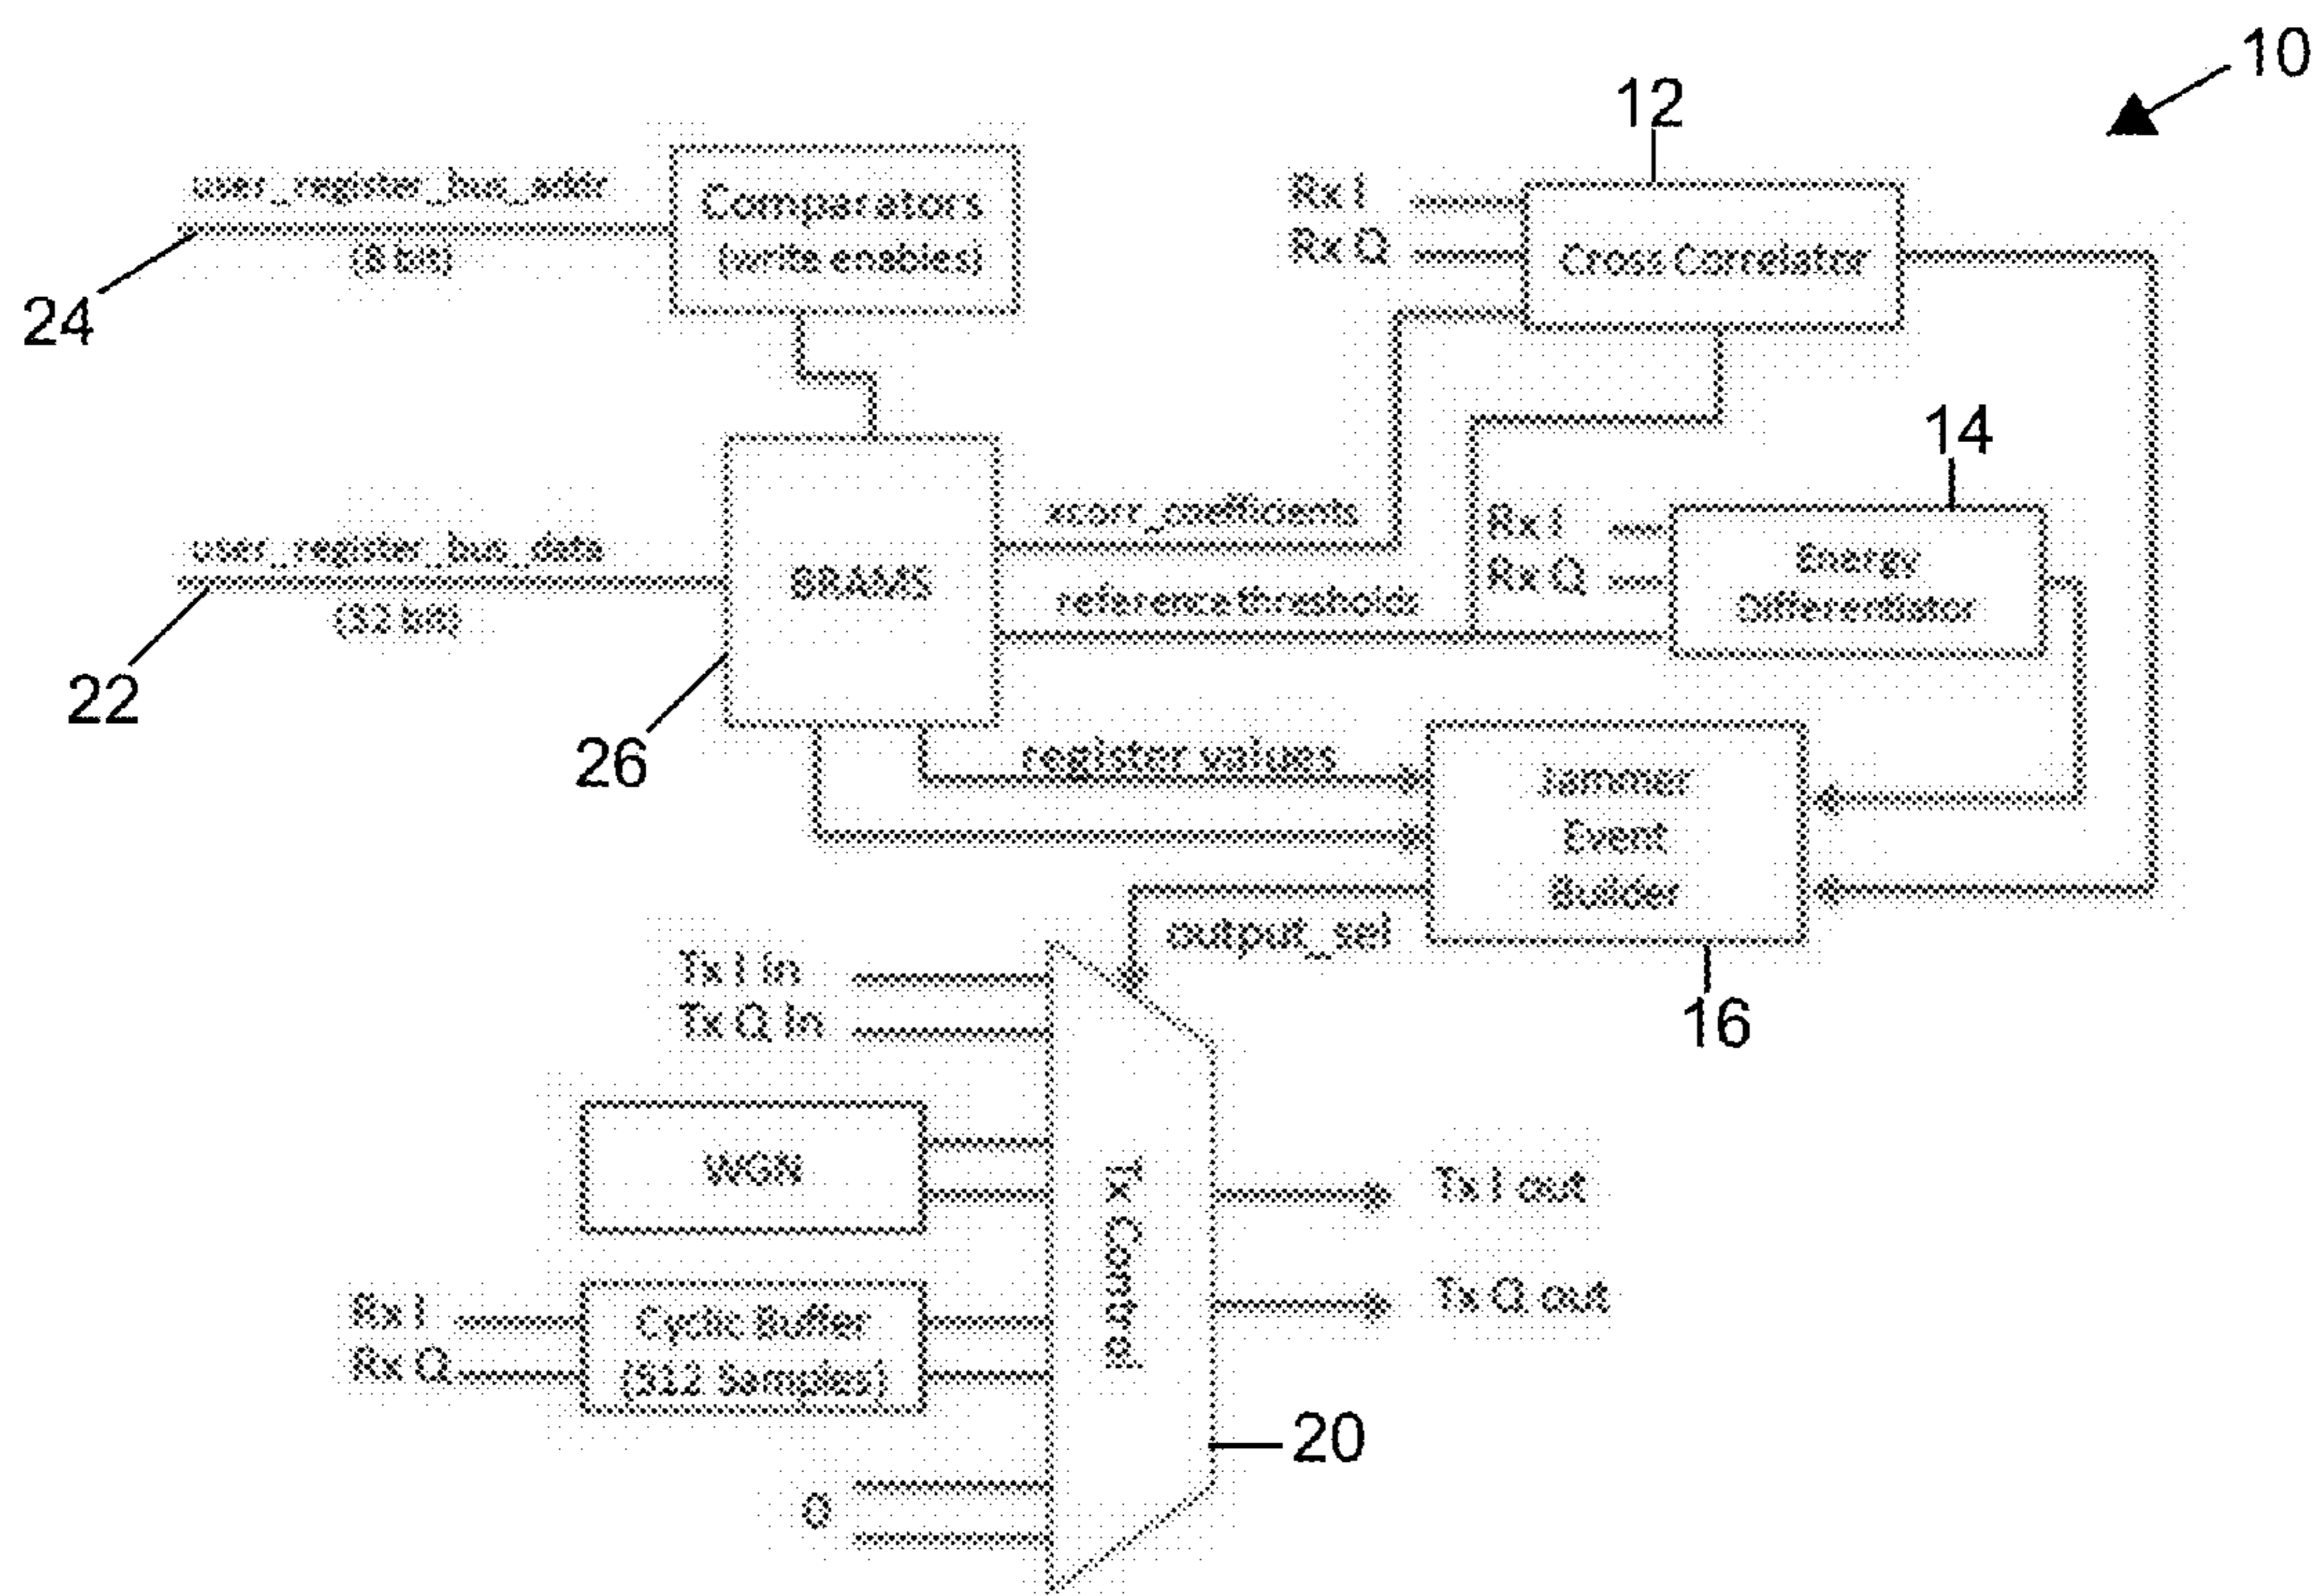 10
12
user_register_bus_addr
(8 bit)
24
Comparators
(write enables)
Rx I
Rx Q
Cross Correlator
14
user_register_bus_data
(32 bit)
22
BRAMS
26
xcorr_coefficients
reference thresholds
Rx I
Rx Q
Energy
Differentiator
register values
Jammer
Event
Builder
16
output_sel
Tx I in
Tx Q in
WGN
Rx I
Rx Q
Cyclic Buffer
(512 Samples)
0
Tx Control
20
Tx I out
Tx Q out